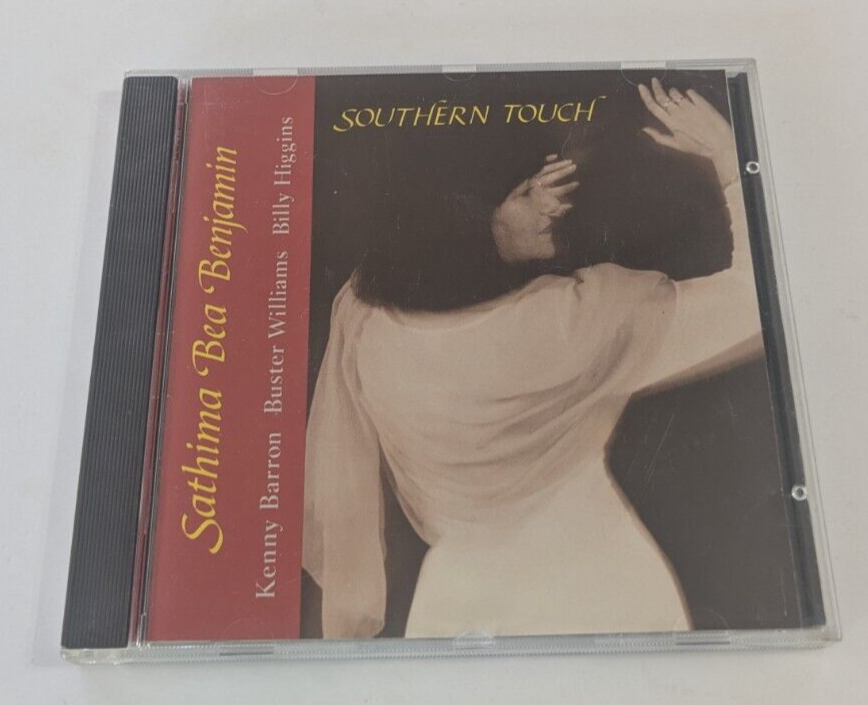 SOUTHERN TOUCH
Sathima Bea Benjamin
Kenny Barron Buster Williams Billy Higgins